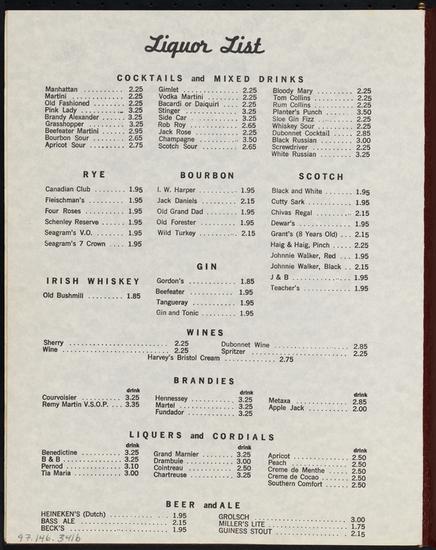 Liquor List
COCKTAILS and MIXED DRINKS
Manhattan 2.25
Martini 2.25
Old Fashioned 2.25
Pink Lady 3.25
Brandy Alexander 3.25
Grasshopper 3.25
Beefeater Martini 2.95
Bourbon Sour 2.65
Apricot Sour 2.75
Gimlet 2.25
Vodka Martini 2.25
Bacardi or Daiquiri 2.25
Stinger 3.25
Side Car 3.25
Rob Roy 2.65
Jack Rose 2.25
Champagne 3.50
Scotch Sour 2.65
Bloody Mary 2.25
Tom Collins 2.25
Rum Collins 2.25
Planter's Punch 3.50
Sloe Gin Fizz 2.25
Whiskey Sour 2.25
Dubonnet Cocktail 2.85
Black Russian 3.00
Screwdriver 2.25
White Russian 3.25
RYE
Canadian Club 1.95
Fleischman's 1.95
Four Roses 1.95
Schenley Reserve 1.95
Seagram's V.O. 1.95
Seagram's 7 Crown 1.95
BOURBON
I. W. Harper 1.95
Jack Daniels 2.15
Old Grand Dad 1.95
Old Forester 1.95
Wild Turkey 2.15
SCOTCH
Black and White 1.95
Cutty Sark 1.95
Chivas Regal 2.15
Dewar's 1.95
Grant's (8 Years Old) 2.15
Haig & Haig, Pinch 2.25
Johnnie Walker, Red 1.95
Johnnie Walker, Black 2.15
J & B 1.95
Teacher's 1.95
IRISH WHISKEY
Old Bushmill 1.85
GIN
Gordon's 1.85
Beefeater 1.95
Tangueray 1.95
Gin and Tonic 1.95
WINES
Sherry 2.25
Wine 2.25
Dubonnet Wine 2.85
Spritzer 2.25
Harvey's Bristol Cream 2.75
BRANDIES
drink
Courvoisier 3.25
Remy Martin V.S.O.P. 3.35
drink
Hennessey 3.25
Martel 3.25
Fundador 3.25
drink
Metaxa 2.85
Apple Jack 2.00
LIQUERS and CORDIALS
drink
Benedictine 3.25
B & B 3.25
Pernod 3.10
Tia Maria 3.00
drink
Grand Marnier 3.25
Drambuie 3.00
Cointreau 2.50
Chartreuse 3.25
drink
Apricot 2.50
Peach 2.50
Creme de Menthe 2.50
Creme de Cocao 2.50
Southern Comfort 2.50
BEER and ALE
HEINEKEN'S (Dutch) 1.95
BASS ALE 2.15
BECK'S 1.95
GROLSCH 3.00
MILLER'S LITE 1.75
GUINESS STOUT 2.15
97.146.341b